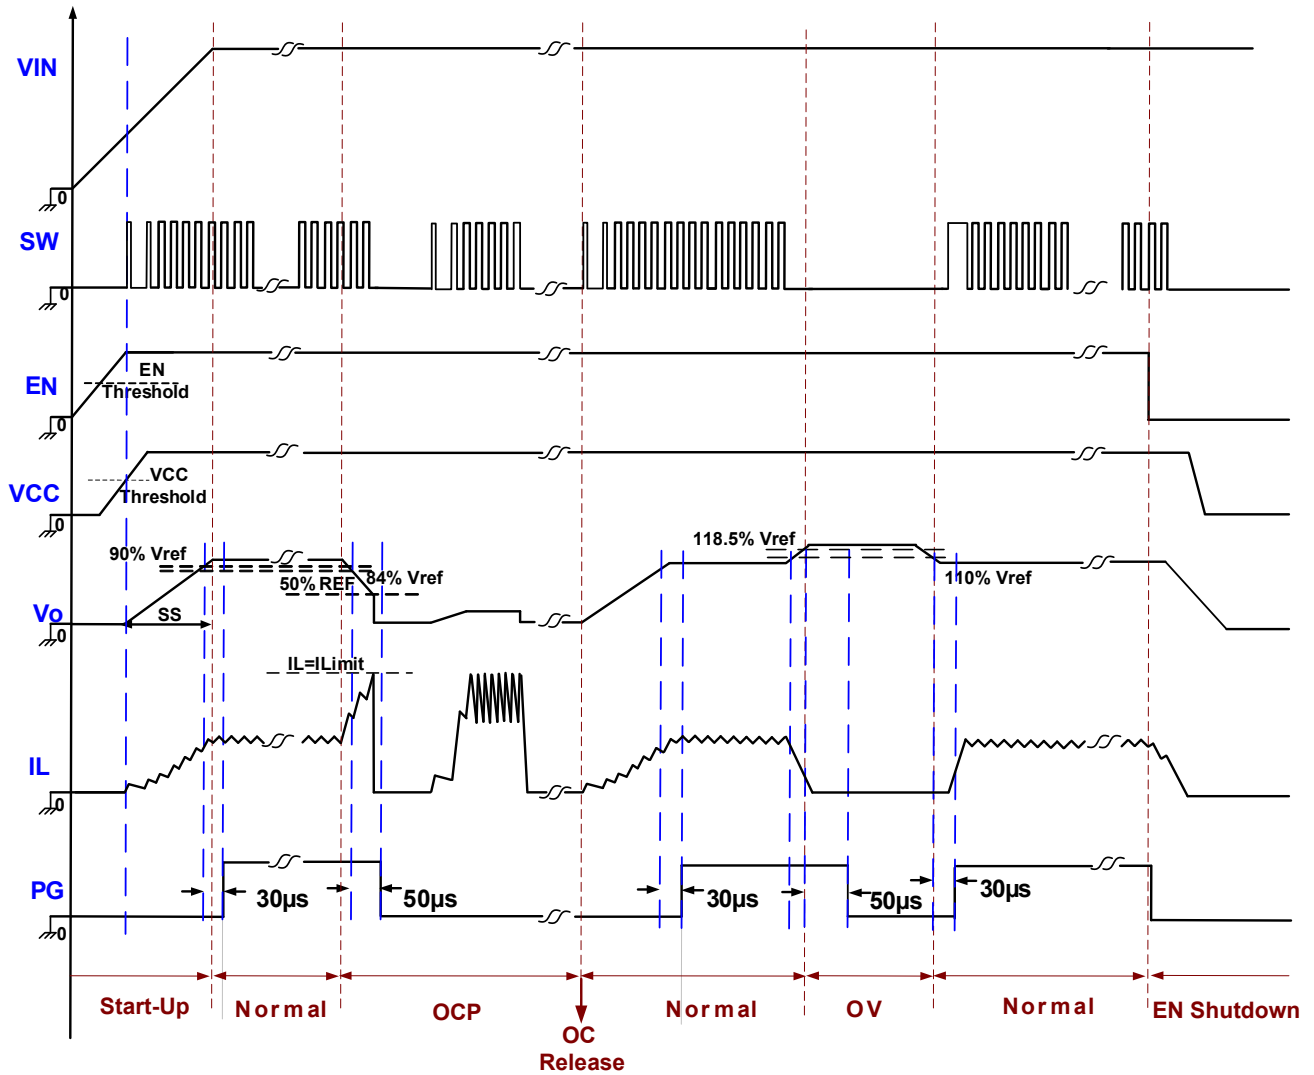 VIN
0
SW
0
EN
Threshold
EN
0
VCC
Threshold
VCC
0
90% Vref
118.5% Vref
50% REF
84% Vref
110% Vref
Vo
SS
0
IL=ILimit
IL
0
PG
30µs
50µs
30µs
50µs
30µs
0
Start-Up
Normal
OCP
Normal
OV
Normal
EN Shutdown
OC
Release